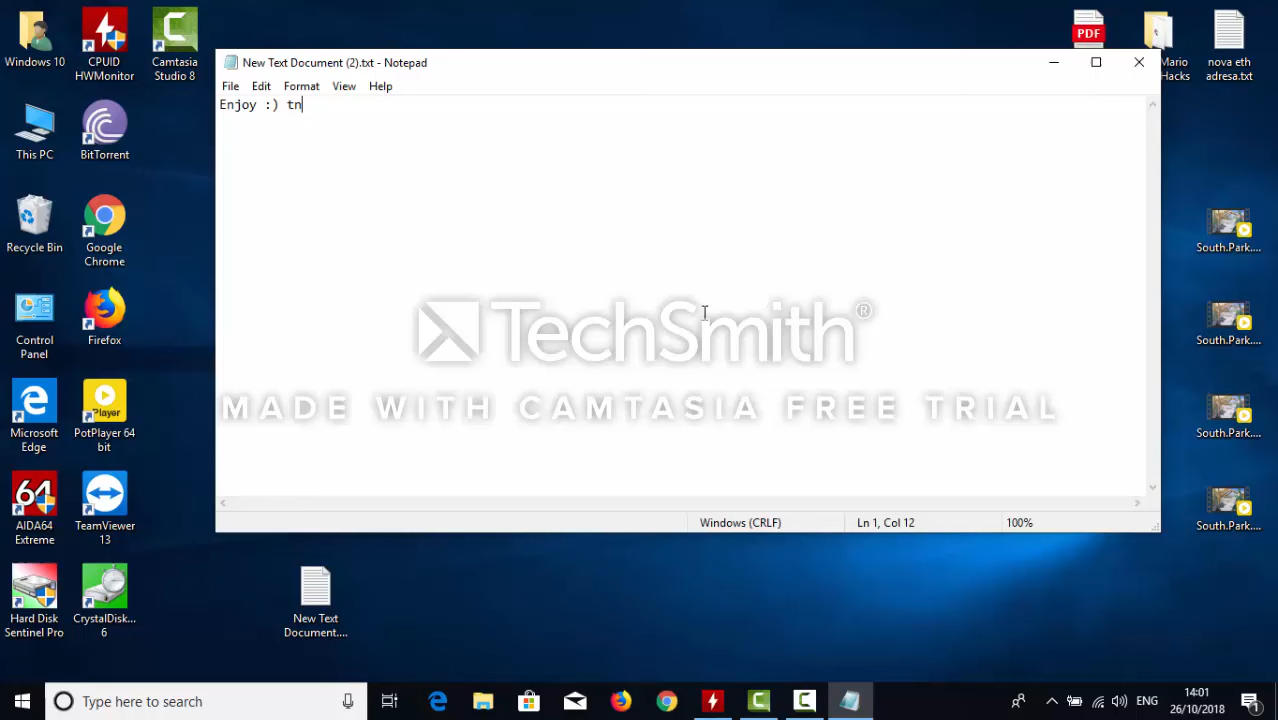 Windows 10
CPUID
HWMonitor
Camtasia
Studio 8
This PC
BitTorrent
Recycle Bin
Google
Chrome
Control
Panel
Firefox
Microsoft
Edge
Player
PotPlayer 64
bit
64
AIDA64
Extreme
TeamViewer
13
Hard Disk
Sentinel Pro
CrystalDisk...
6
New Text Document (2).txt - Notepad
File Edit Format View Help
Enjoy :) tn
TechSmith®
MADE WITH CAMTASIA FREE TRIAL
Windows (CRLF) Ln 1, Col 12 100%
New Text
Document....
PDF
Mario
Hacks
nova eth
adresa.txt
South.Park....
South.Park....
South.Park....
South.Park....
Type here to search
ENG
14:01
26/10/2018
1